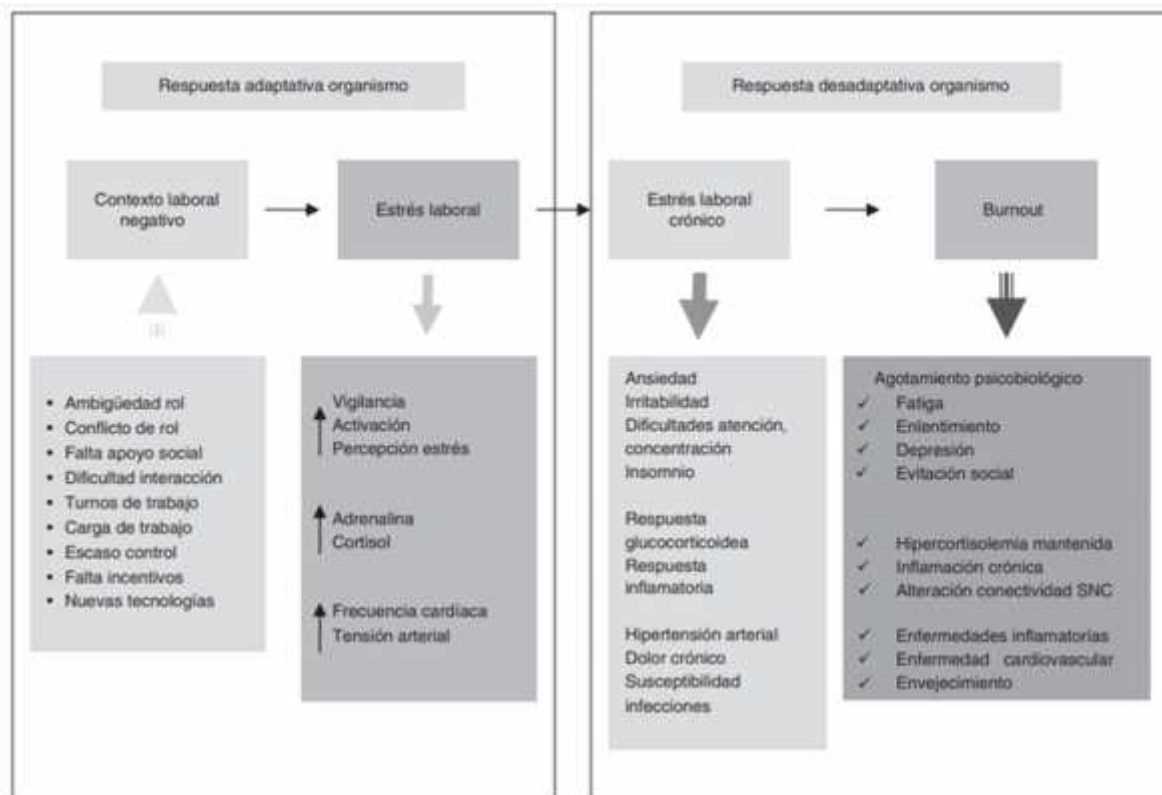 Respuesta adaptativa organismo
Contexto laboral
negativo
Estrés laboral
• Ambigüedad rol
• Conflicto de rol
• Falta apoyo social
• Dificultad interacción
• Turnos de trabajo
• Carga de trabajo
• Escaso control
• Falta incentivos
• Nuevas tecnologías
Vigilancia
Activación
Percepción estrés
Adrenalina
Cortisol
Frecuencia cardíaca
Tensión arterial
Respuesta desadaptativa organismo
Estrés laboral
crónico
Burnout
Ansiedad
Irritabilidad
Dificultades atención,
concentración
Insomnio
Respuesta
glucocorticoidea
Respuesta
inflamatoria
Hipertensión arterial
Dolor crónico
Susceptibilidad
infecciones
Agotamiento psicobiológico
✓ Fatiga
✓ Enlentimiento
✓ Depresión
✓ Evitación social
✓ Hipercortisolemia mantenida
✓ Inflamación crónica
✓ Alteración conectividad SNC
✓ Enfermedades inflamatorias
✓ Enfermedad cardiovascular
✓ Envejecimiento